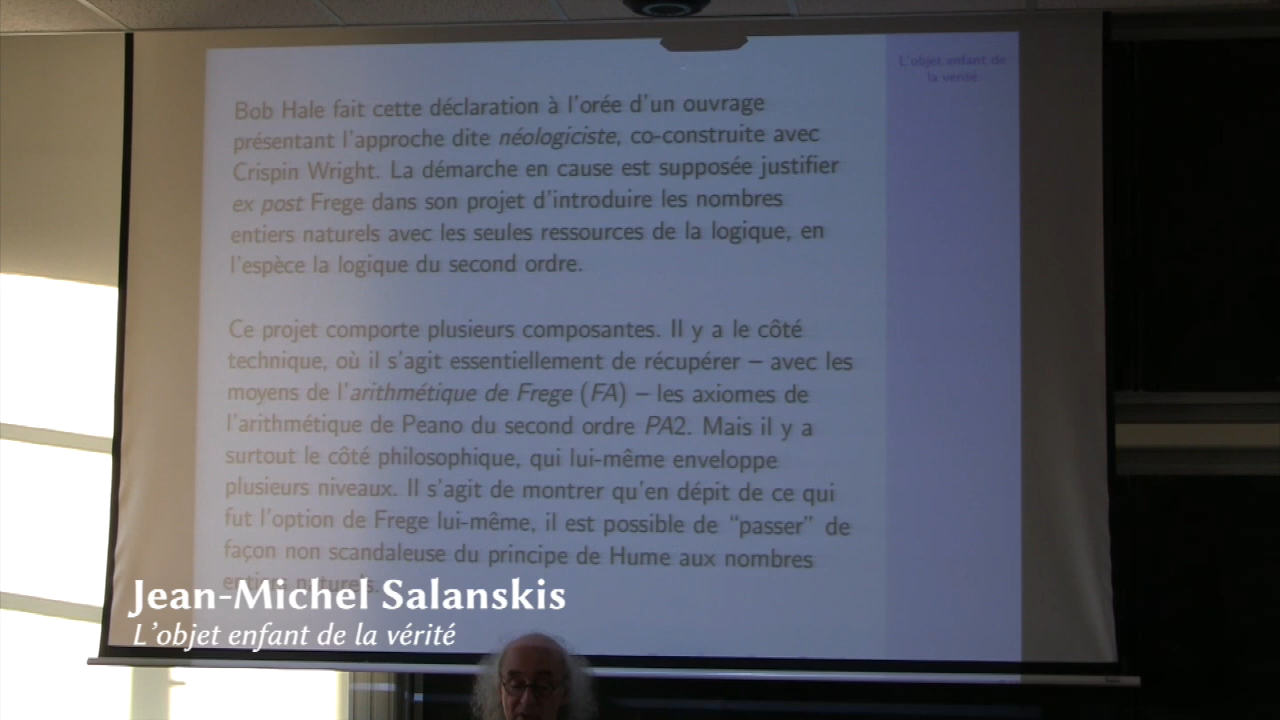 L'objet enfant de
la vérité
Bob Hale fait cette déclaration à l'orée d'un ouvrage
présentant l'approche dite néologiciste, co-construite avec
Crispin Wright. La démarche en cause est supposée justifier
ex post Frege dans son projet d'introduire les nombres
entiers naturels avec les seules ressources de la logique, en
l'espèce la logique du second ordre.
Ce projet comporte plusieurs composantes. Il y a le côté
technique, où il s'agit essentiellement de récupérer – avec les
moyens de l'arithmétique de Frege (FA) – les axiomes de
l'arithmétique de Peano du second ordre PA2. Mais il y a
surtout le côté philosophique, qui lui-même enveloppe
plusieurs niveaux. Il s'agit de montrer qu'en dépit de ce qui
fut l'option de Frege lui-même, il est possible de “passer” de
façon non scandaleuse du principe de Hume aux nombres
entiers naturels.
Jean-Michel Salanskis
L'objet enfant de la vérité